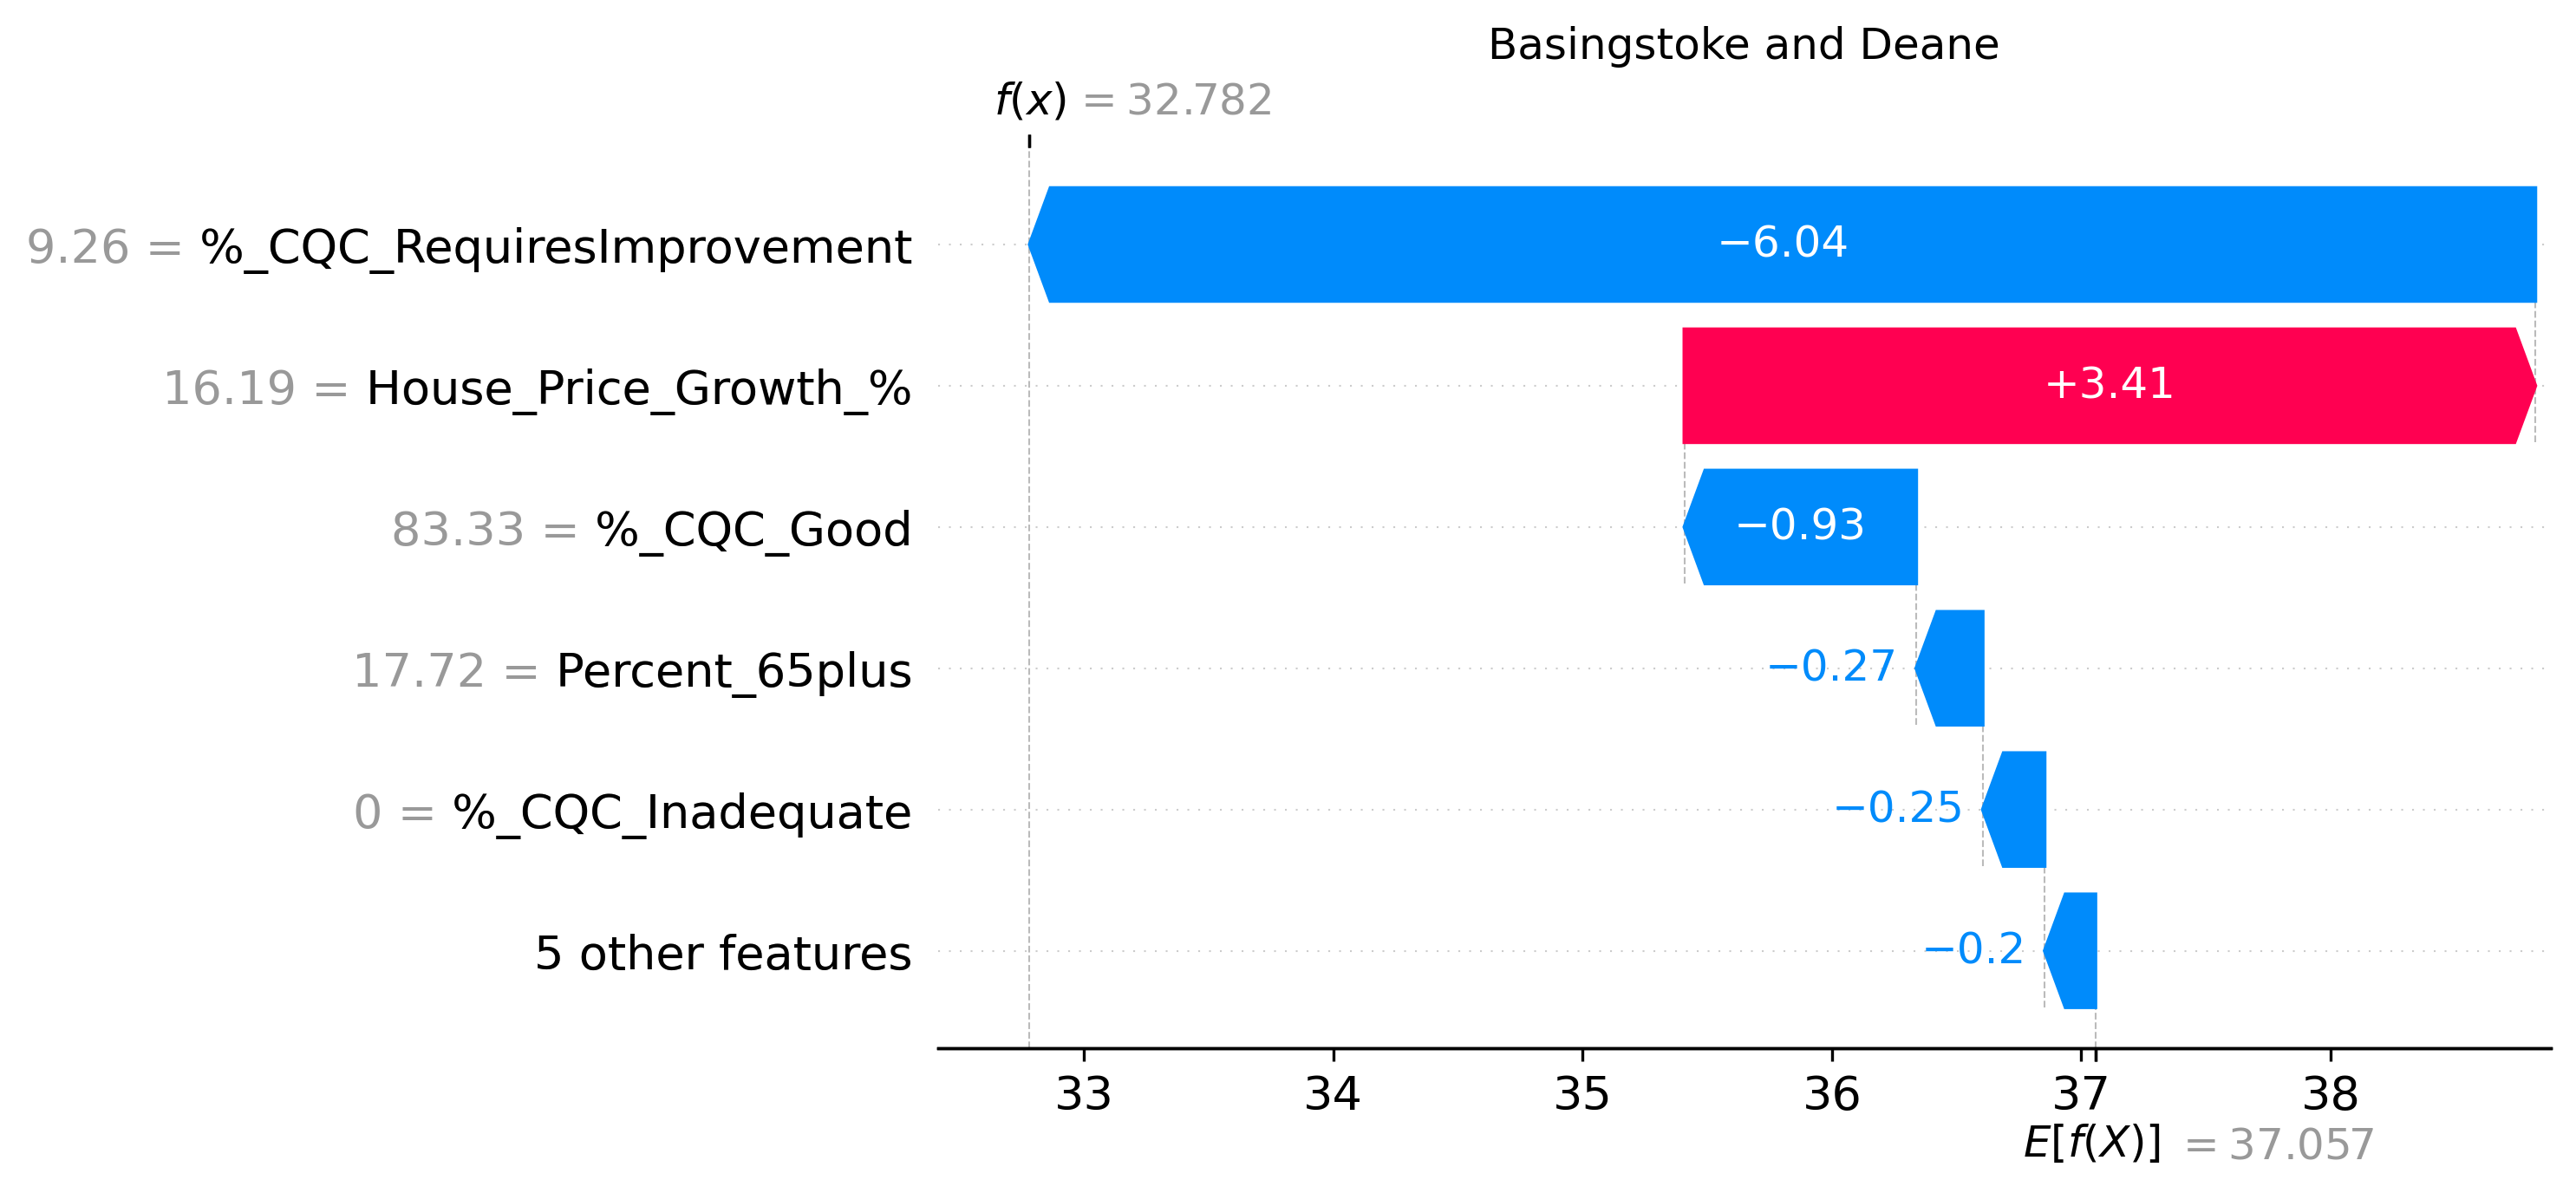 Basingstoke and Deane
f(x) = 32.782
9.26 = %_CQC_RequiresImprovement
−6.04
16.19 = House_Price_Growth_%
+3.41
83.33 = %_CQC_Good
−0.93
17.72 = Percent_65plus
−0.27
0 = %_CQC_Inadequate
−0.25
5 other features
−0.2
33 34 35 36 37 38
E[f(X)] = 37.057